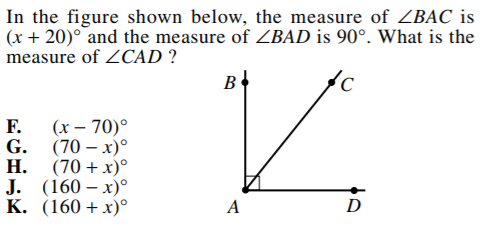 In the figure shown below, the measure of ∠BAC is
(x + 20)° and the measure of ∠BAD is 90°. What is the
measure of ∠CAD ?
B
C
F. (x – 70)°
G. (70 – x)°
H. (70 + x)°
J. (160 – x)°
K. (160 + x)°
A
D